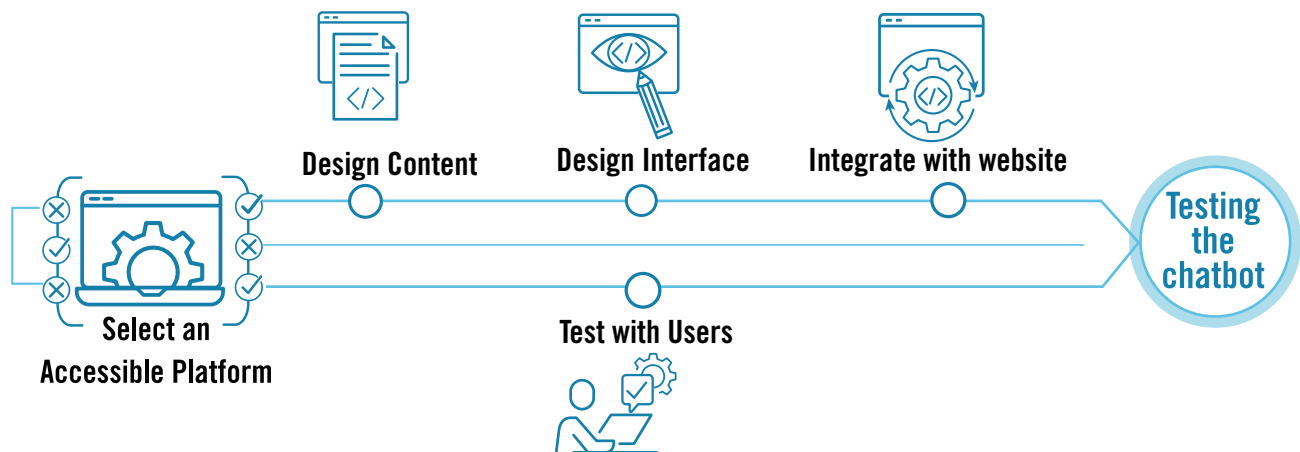 Design Content
Design Interface
Integrate with website
Select an
Accessible Platform
Test with Users
Testing
the
chatbot